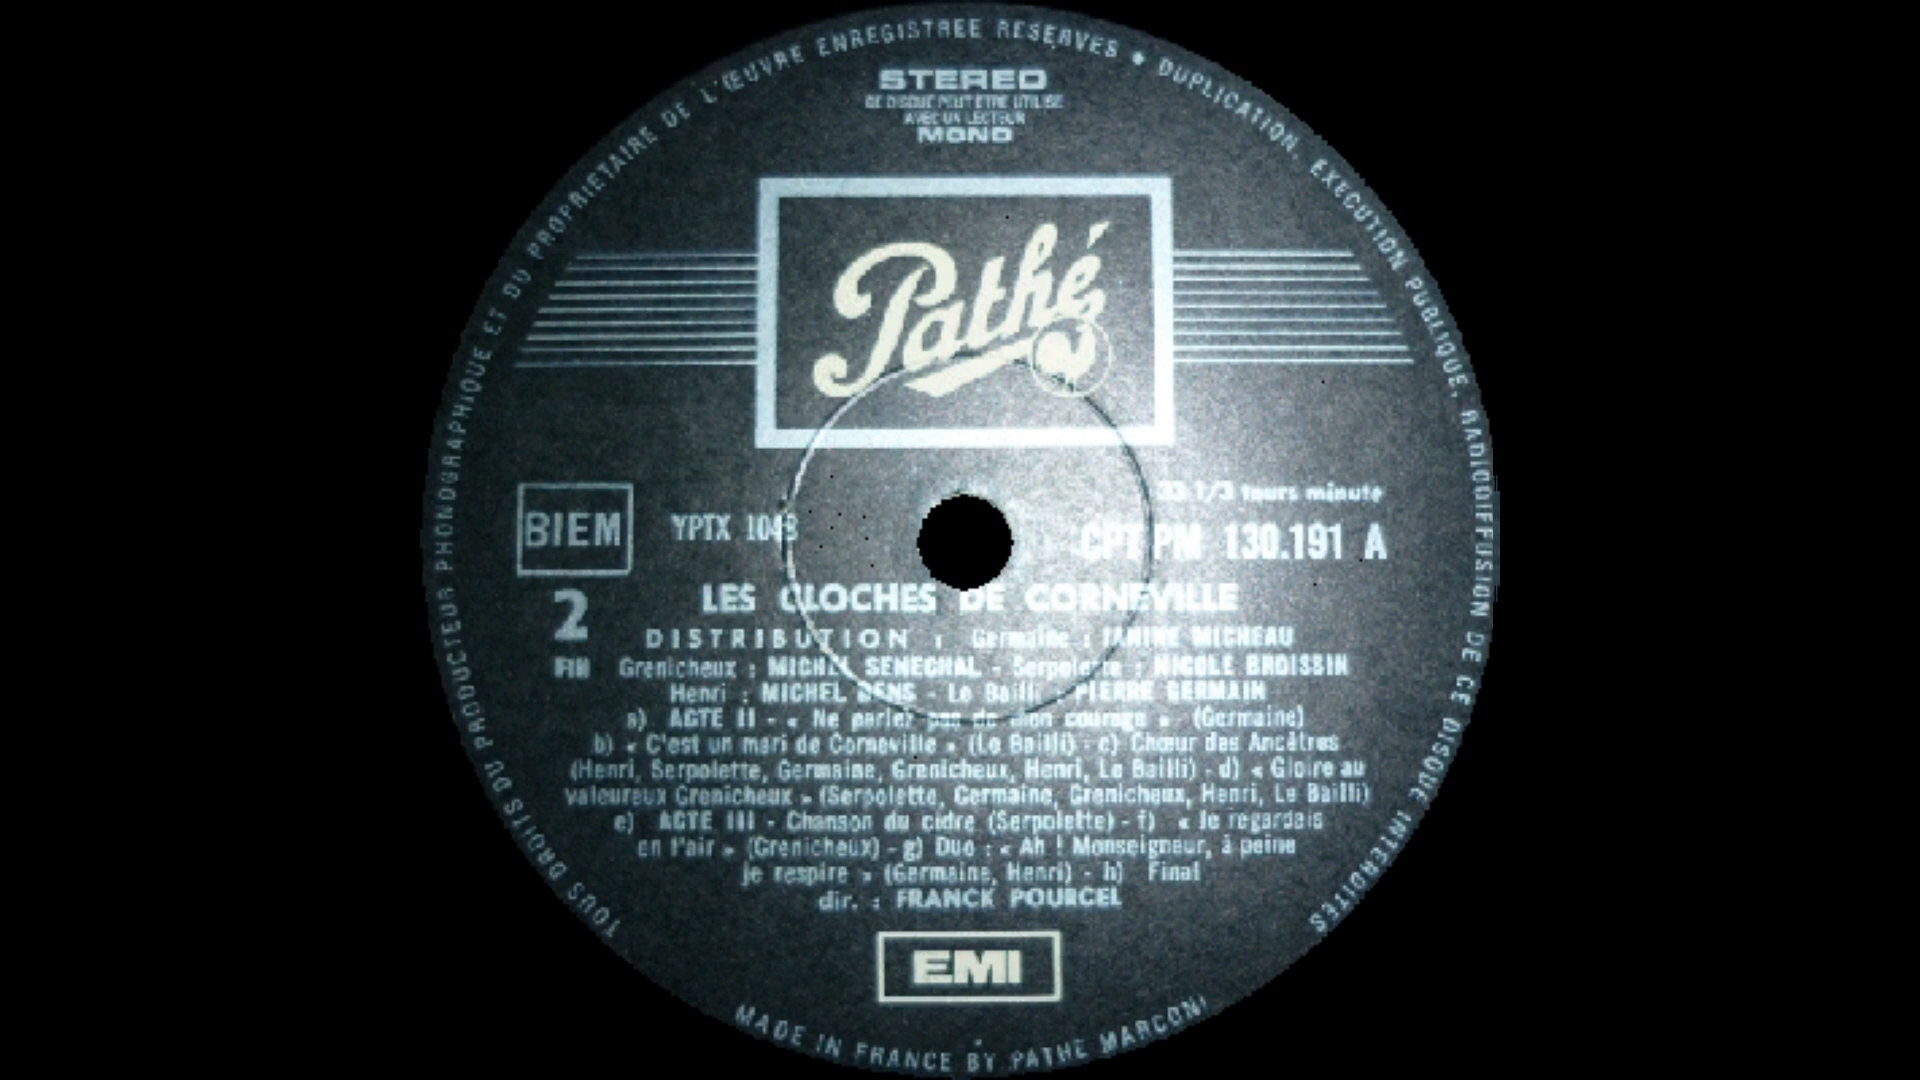 TOUS DROITS DU PRODUCTEUR PHONOGRAPHIQUE ET DU PROPRIETAIRE DE L'ŒUVRE ENREGISTREE RESERVES • DUPLICATION, EXECUTION PUBLIQUE, RADIODIFFUSION DE CE DISQUE INTERDITES
STEREO
CE DISQUE PEUT ETRE UTILISE
AVEC UN LECTEUR
MONO
Pathé
33 1/3 tours minute
BIEM
YPTX 1048
CPTPM 130.191 A
LES CLOCHES DE CORNEVILLE
2
DISTRIBUTION : Germaine : JANINE MICHEAU
FIN
Grenicheux : MICHEL SENECHAL - Serpolette : NICOLE BROISSIN
Henri : MICHEL DENS - Le Bailli : PIERRE GERMAIN
a) ACTE II - « Ne parlez pas de mon courage » (Germaine)
b) « C'est un mari de Corneville » (Le Bailli) - c) Chœur des Ancêtres
(Henri, Serpolette, Germaine, Grenicheux, Henri, Le Bailli) - d) « Gloire au
valeureux Grenicheux » (Serpolette, Germaine, Grenicheux, Henri, Le Bailli)
e) ACTE III - Chanson du cidre (Serpolette) - f) « Je regardais
en l'air » (Grenicheux) - g) Duo : « Ah ! Monseigneur, à peine
je respire » (Germaine, Henri) - h) Final
dir. : FRANCK POURCEL
EMI
MADE IN FRANCE BY PATHE MARCONI